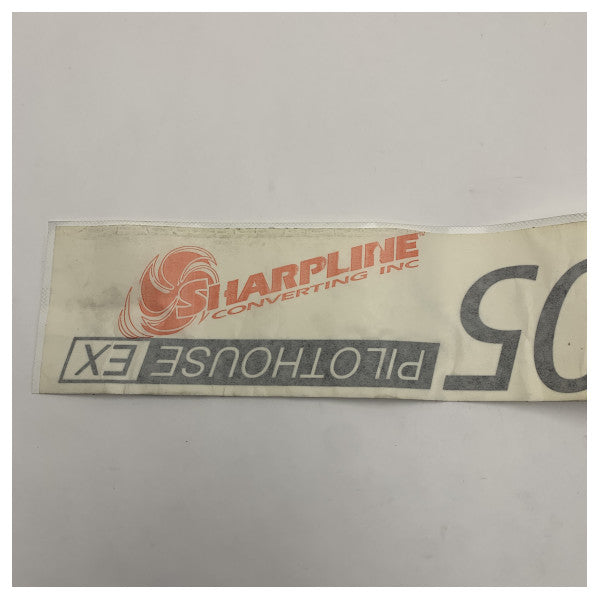 SHARPLINE
CONVERTING INC
05 PILOTHOUSE EX